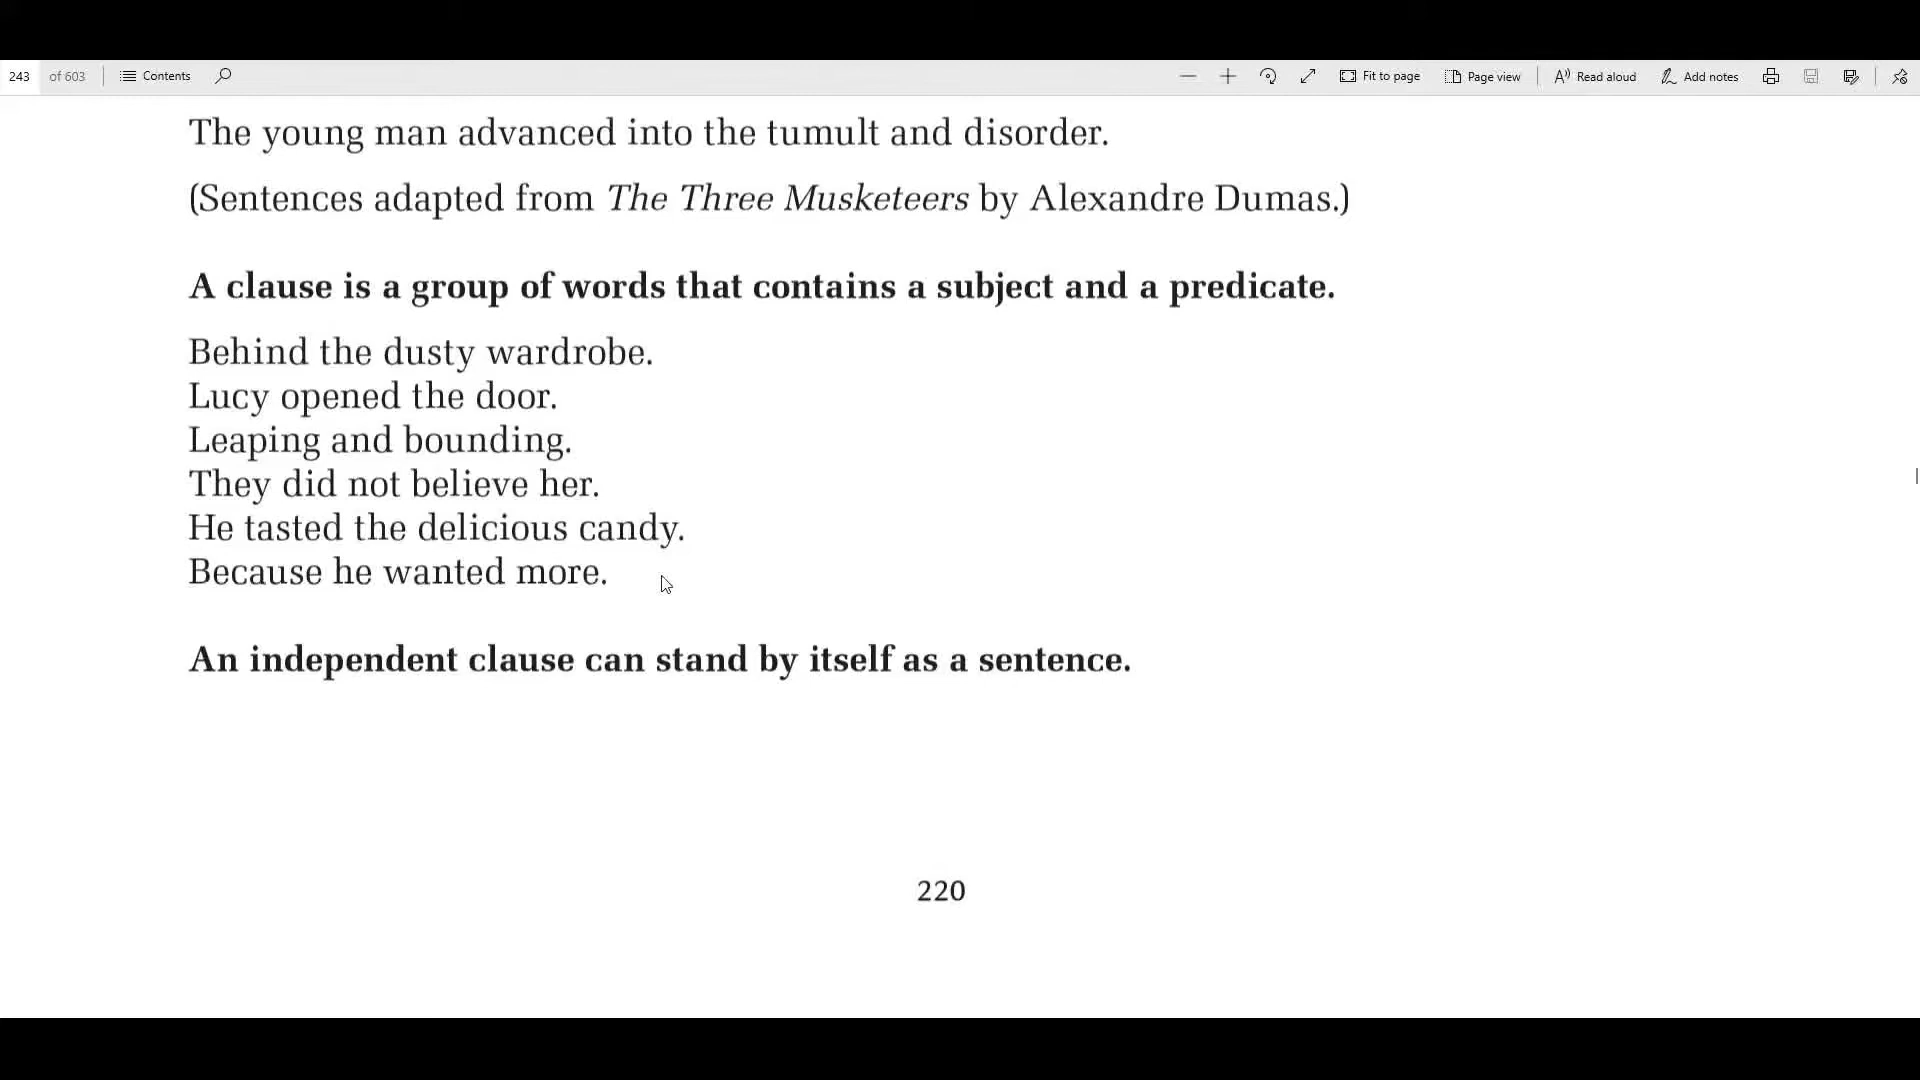 243 of 603 Contents Fit to page Page view Read aloud Add notes
The young man advanced into the tumult and disorder.
(Sentences adapted from The Three Musketeers by Alexandre Dumas.)
A clause is a group of words that contains a subject and a predicate.
Behind the dusty wardrobe.
Lucy opened the door.
Leaping and bounding.
They did not believe her.
He tasted the delicious candy.
Because he wanted more.
An independent clause can stand by itself as a sentence.
220